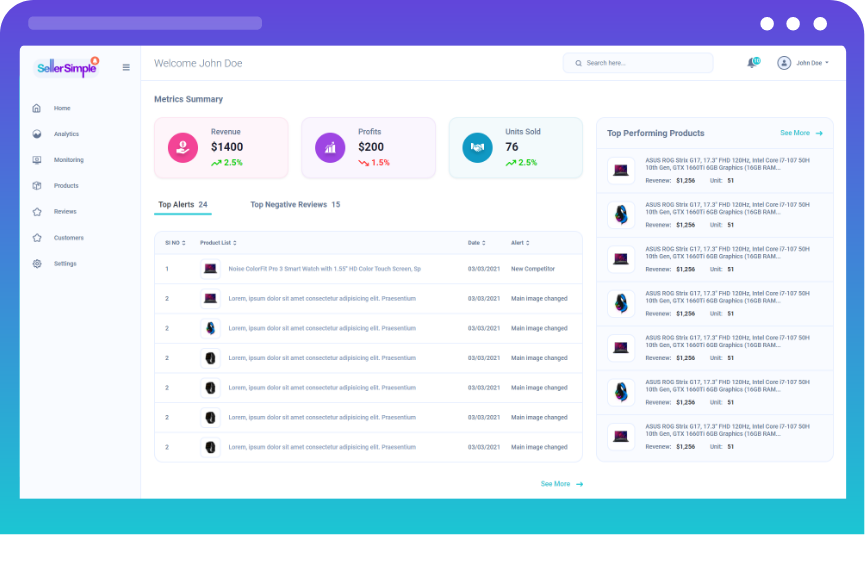 SellerSimple
Welcome John Doe
Search here...
John Doe
Home
Analytics
Monitoring
Products
Reviews
Customers
Settings
Metrics Summary
Revenue
$1400
2.5%
Profits
$200
1.5%
Units Sold
76
2.5%
Top Alerts 24
Top Negative Reviews 15
Sl NO Product List Date Alert
1 Noise ColorFit Pro 3 Smart Watch with 1.55" HD Color Touch Screen, Sp 03/03/2021 New Competitor
2 Lorem, ipsum dolor sit amet consectetur adipisicing elit. Praesentium 03/03/2021 Main image changed
2 Lorem, ipsum dolor sit amet consectetur adipisicing elit. Praesentium 03/03/2021 Main image changed
2 Lorem, ipsum dolor sit amet consectetur adipisicing elit. Praesentium 03/03/2021 Main image changed
2 Lorem, ipsum dolor sit amet consectetur adipisicing elit. Praesentium 03/03/2021 Main image changed
2 Lorem, ipsum dolor sit amet consectetur adipisicing elit. Praesentium 03/03/2021 Main image changed
2 Lorem, ipsum dolor sit amet consectetur adipisicing elit. Praesentium 03/03/2021 Main image changed
See More
Top Performing Products
See More
ASUS ROG Strix G17, 17.3" FHD 120Hz, Intel Core i7-107 50H
10th Gen, GTX 1660Ti 6GB Graphics (16GB RAM...
Revenew: $1,256 Unit: 51
ASUS ROG Strix G17, 17.3" FHD 120Hz, Intel Core i7-107 50H
10th Gen, GTX 1660Ti 6GB Graphics (16GB RAM...
Revenew: $1,256 Unit: 51
ASUS ROG Strix G17, 17.3" FHD 120Hz, Intel Core i7-107 50H
10th Gen, GTX 1660Ti 6GB Graphics (16GB RAM...
Revenew: $1,256 Unit: 51
ASUS ROG Strix G17, 17.3" FHD 120Hz, Intel Core i7-107 50H
10th Gen, GTX 1660Ti 6GB Graphics (16GB RAM...
Revenew: $1,256 Unit: 51
ASUS ROG Strix G17, 17.3" FHD 120Hz, Intel Core i7-107 50H
10th Gen, GTX 1660Ti 6GB Graphics (16GB RAM...
Revenew: $1,256 Unit: 51
ASUS ROG Strix G17, 17.3" FHD 120Hz, Intel Core i7-107 50H
10th Gen, GTX 1660Ti 6GB Graphics (16GB RAM...
Revenew: $1,256 Unit: 51
ASUS ROG Strix G17, 17.3" FHD 120Hz, Intel Core i7-107 50H
10th Gen, GTX 1660Ti 6GB Graphics (16GB RAM...
Revenew: $1,256 Unit: 51